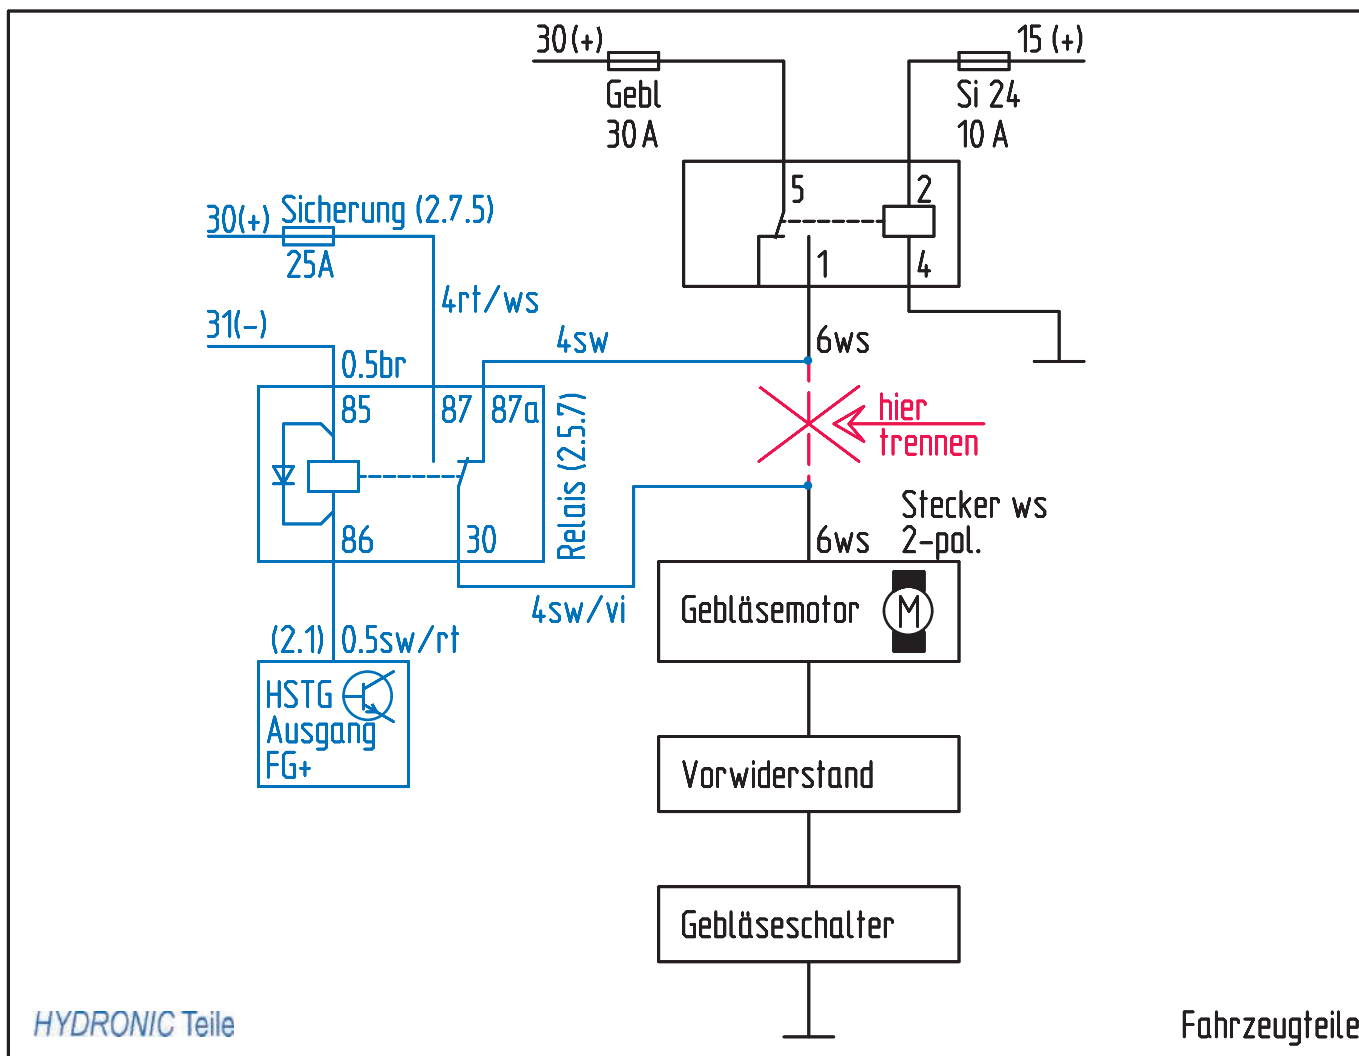 30(+)
15 (+)
Gebl
30 A
Si 24
10 A
5
2
1
4
30(+)
Sicherung (2.7.5)
25A
4rt/ws
31(-)
0.5br
4sw
6ws
85
87
87a
Relais (2.5.7)
hier
trennen
86
30
Stecker ws
2-pol.
6ws
4sw/vi
Gebläsemotor
M
(2.1)
0.5sw/rt
HSTG
Ausgang
FG+
Vorwiderstand
Gebläseschalter
HYDRONIC Teile
Fahrzeugteile